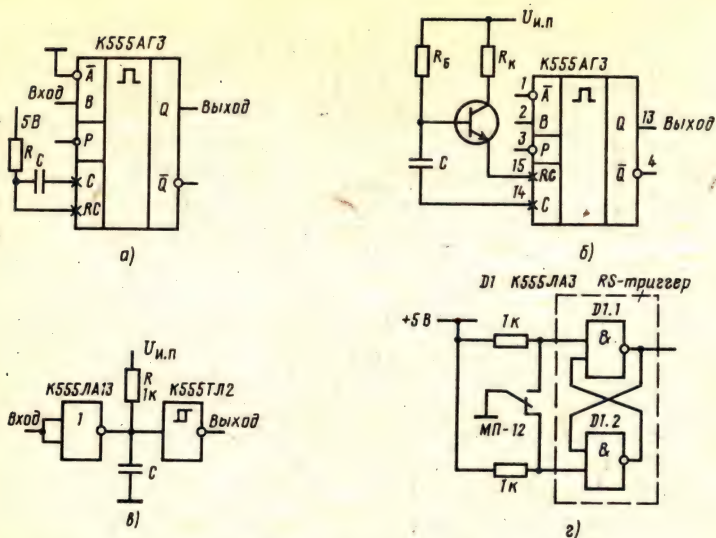 К555АГ3
Ā
B
Вход
Q
Выход
5В
R
P
C
C
Q̅
RC
а)
Uи.п
RБ
RК
К555АГ3
1
Ā
2
B
Q
13
Выход
3
P
C
15
RC
Q̅
4
14
C
б)
Uи.п
К555ЛА13
R
1к
К555ТЛ2
Вход
1
Выход
C
в)
D1 К555ЛА3 RS-триггер
+5В
1к
D1.1
&
МП-12
D1.2
&
1к
г)